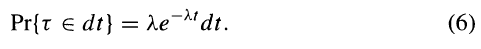 Pr{τ ∈ dt} = λe^{−λt}dt. (6)